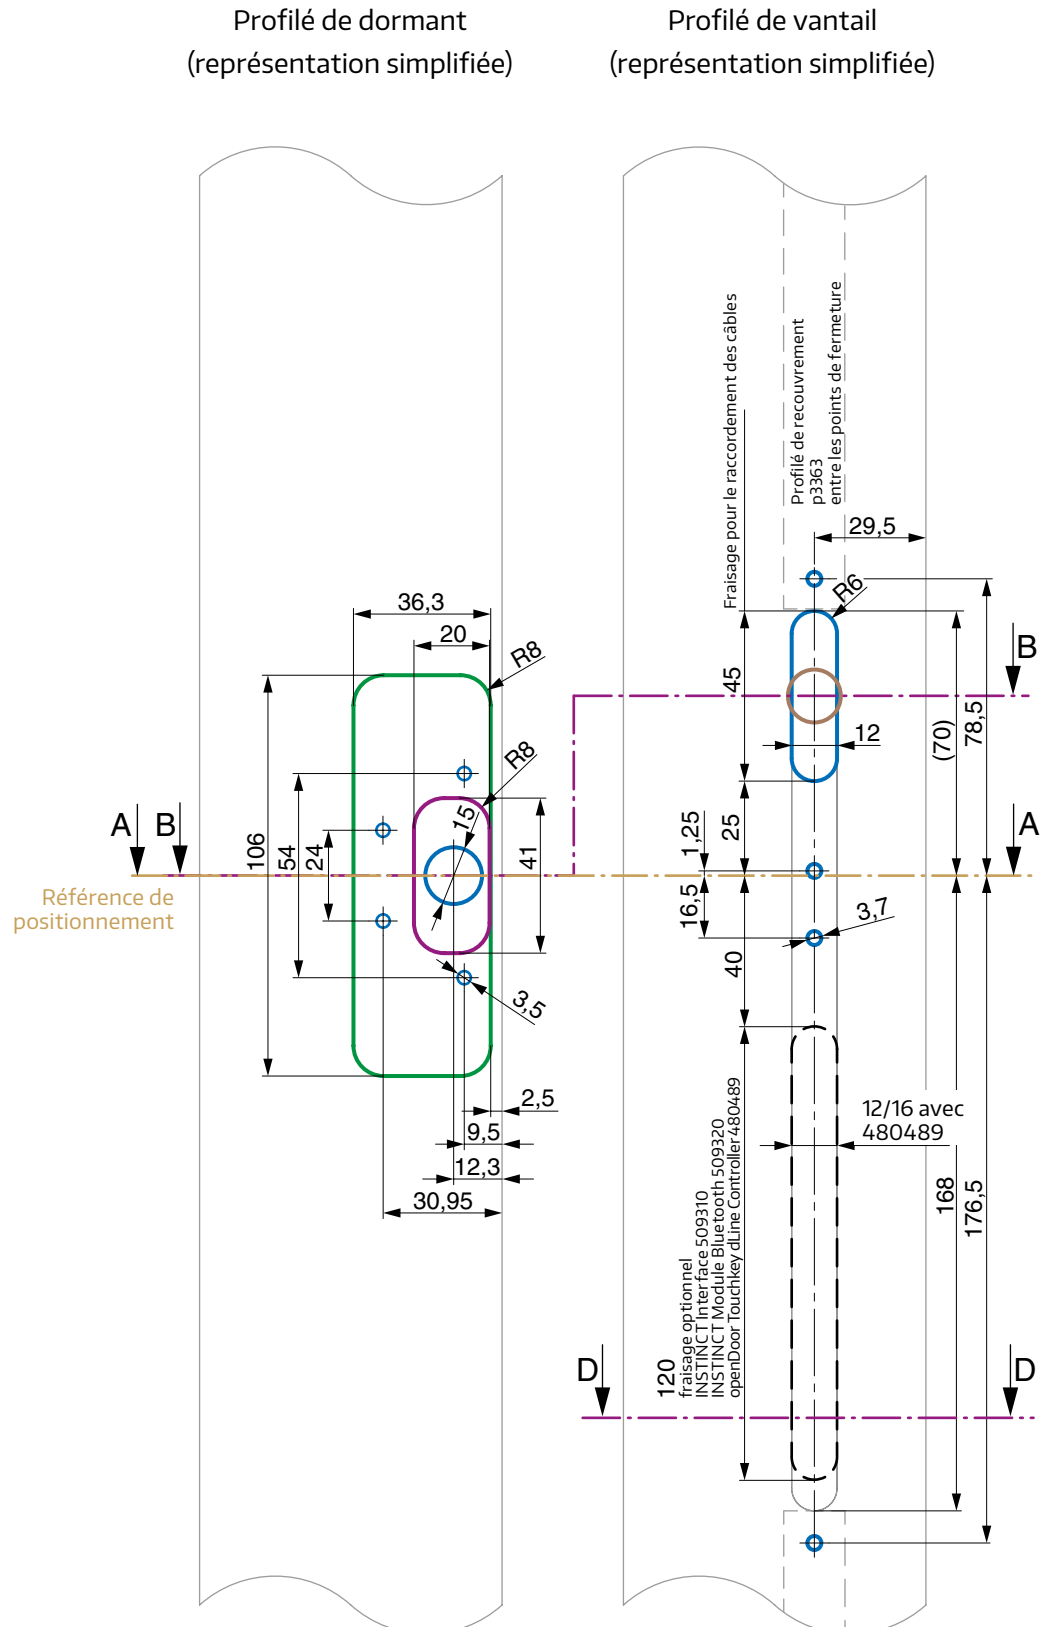 Profilé de dormant
(représentation simplifiée)
Profilé de vantail
(représentation simplifiée)
Fraisage pour le raccordement des câbles
Profilé de recouvrement
p3363
entre les points de fermeture
29,5
R6
36,3
20
R8
B
45
12
(70)
78,5
R8
15
A
B
106
54
24
41
25
1,25
A
Référence de
positionnement
16,5
3,7
40
3,5
2,5
9,5
12,3
30,95
12/16 avec
480489
168
176,5
120
fraisage optionnel
INSTINCT Interface 509310
INSTINCT Module Bluetooth 509320
openDoor Touchkey dLine Controller 480489
D
D